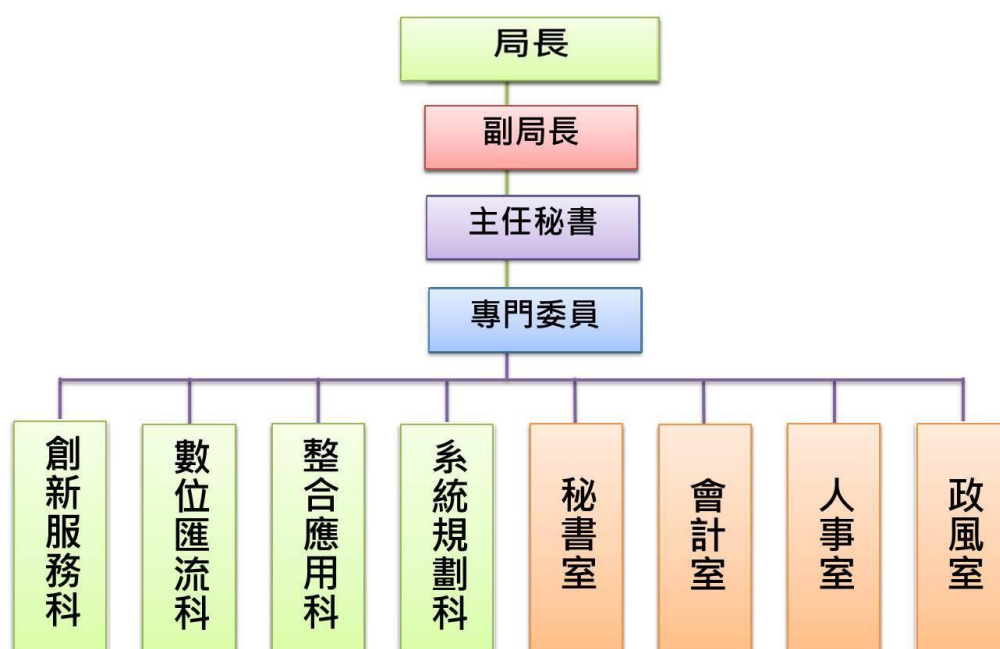 局長
副局長
主任秘書
專門委員
創新服務科
數位匯流科
整合應用科
系統規劃科
秘書室
會計室
人事室
政風室